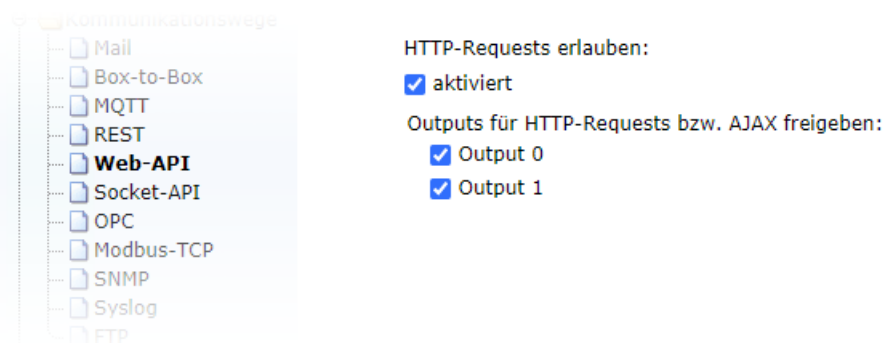 Kommunikationswege
Mail
Box-to-Box
MQTT
REST
Web-API
Socket-API
OPC
Modbus-TCP
SNMP
Syslog
FTP
HTTP-Requests erlauben:
aktiviert
Outputs für HTTP-Requests bzw. AJAX freigeben:
Output 0
Output 1